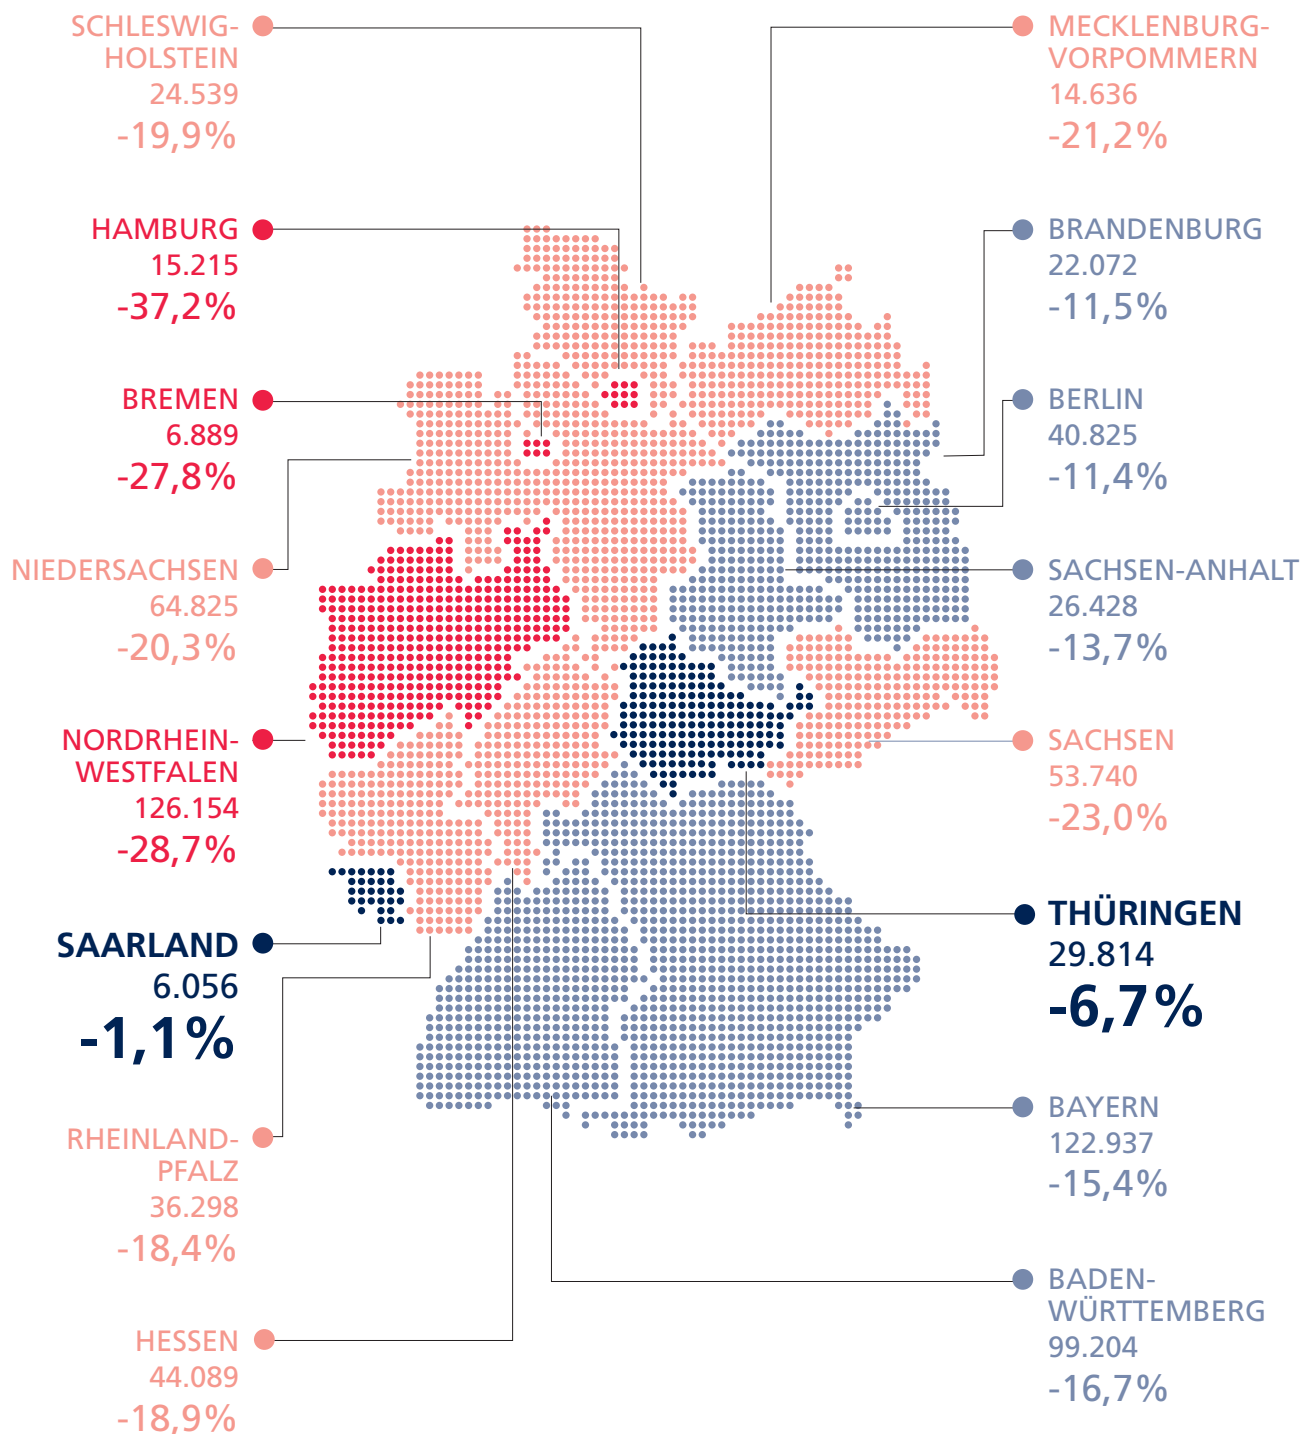 SCHLESWIG-
HOLSTEIN
24.539
-19,9%
HAMBURG
15.215
-37,2%
BREMEN
6.889
-27,8%
NIEDERSACHSEN
64.825
-20,3%
NORDRHEIN-
WESTFALEN
126.154
-28,7%
SAARLAND
6.056
-1,1%
RHEINLAND-
PFALZ
36.298
-18,4%
HESSEN
44.089
-18,9%
MECKLENBURG-
VORPOMMERN
14.636
-21,2%
BRANDENBURG
22.072
-11,5%
BERLIN
40.825
-11,4%
SACHSEN-ANHALT
26.428
-13,7%
SACHSEN
53.740
-23,0%
THÜRINGEN
29.814
-6,7%
BAYERN
122.937
-15,4%
BADEN-
WÜRTTEMBERG
99.204
-16,7%